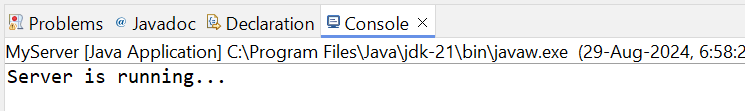 Problems @ Javadoc Declaration Console
MyServer [Java Application] C:\Program Files\Java\jdk-21\bin\javaw.exe (29-Aug-2024, 6:58:2
Server is running...